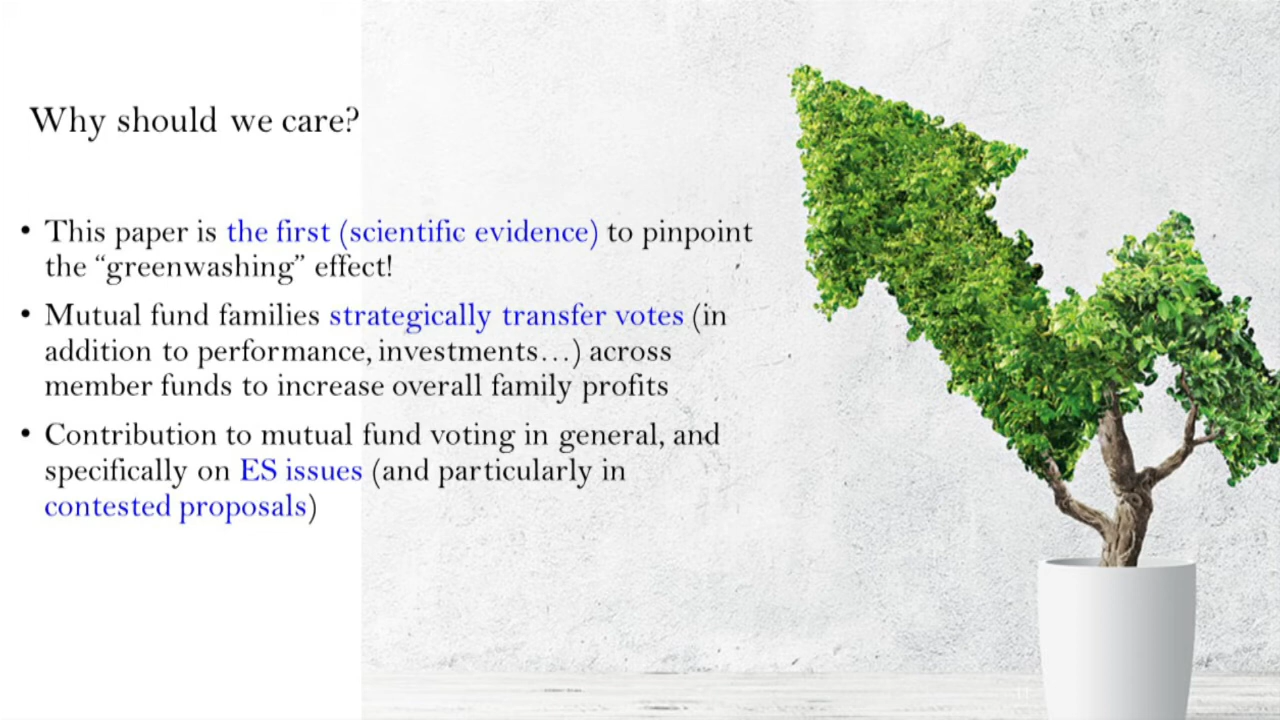 Why should we care?
• This paper is the first (scientific evidence) to pinpoint
the “greenwashing” effect!
• Mutual fund families strategically transfer votes (in
addition to performance, investments…) across
member funds to increase overall family profits
• Contribution to mutual fund voting in general, and
specifically on ES issues (and particularly in
contested proposals)